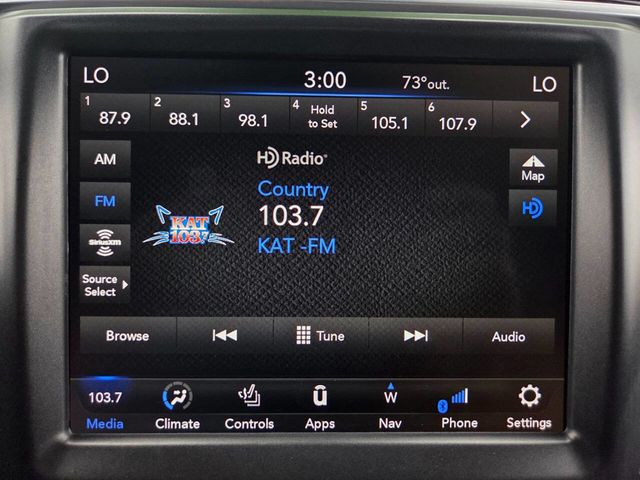 LO 3:00 73°out. LO
1 87.9 2 88.1 3 98.1 4 Hold to Set 5 105.1 6 107.9
AM
HD Radio
Map
Country
FM
103.7
HD
KAT 103.7
KAT -FM
SiriusXM
Source
Select
Browse Tune Audio
103.7 W
Media Climate Controls Apps Nav Phone Settings